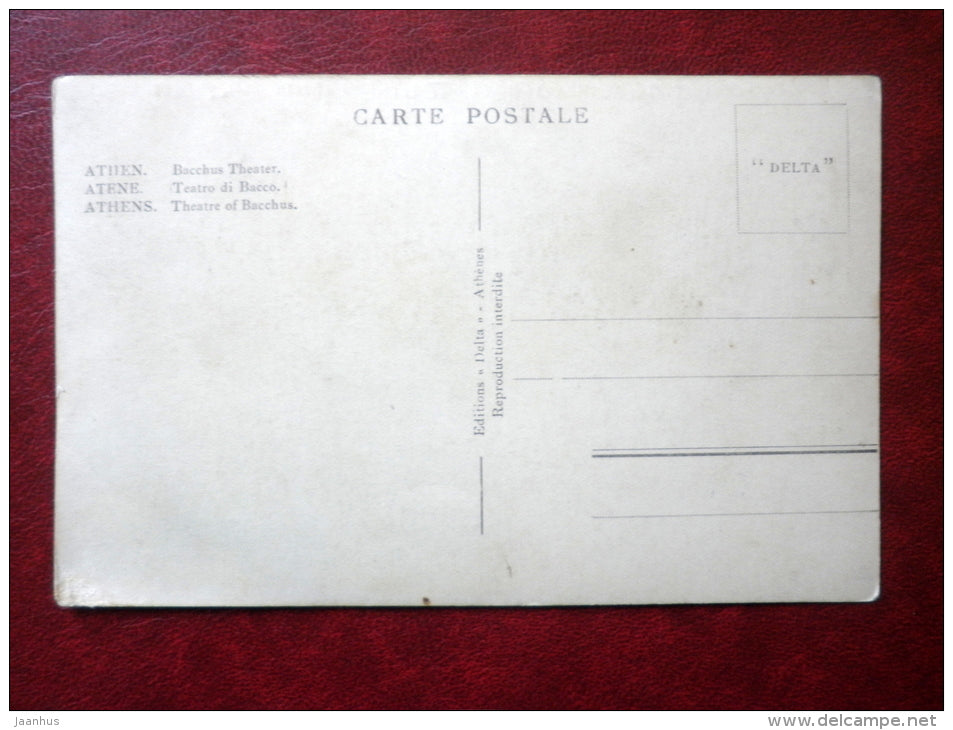 CARTE POSTALE
ATHEN. Bacchus Theater.
ATENE. Teatro di Bacco.
ATHENS. Theatre of Bacchus.
“ DELTA ”
Editions « Delta » - Athènes
Reproduction interdite
jaanhus
www.delcampe.net